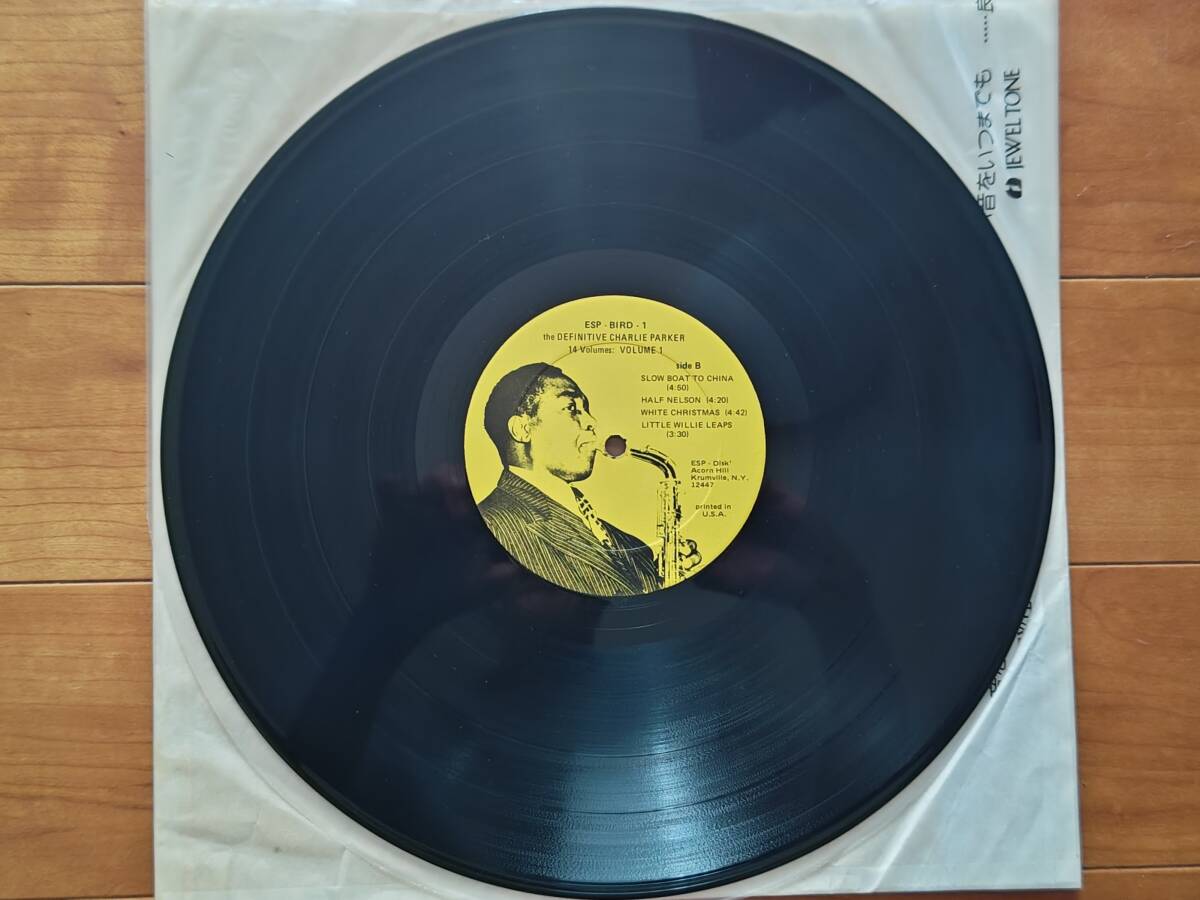 ESP - BIRD - 1
the DEFINITIVE CHARLIE PARKER
14 Volumes: VOLUME 1
side B
SLOW BOAT TO CHINA
(4:50)
HALF NELSON (4:20)
WHITE CHRISTMAS (4:42)
LITTLE WILLIE LEAPS
(3:30)
ESP - Disk'
Acorn Hill
Krumville, N.Y.
12447
printed in
U.S.A.
音をいつまでも ……良
JEWELTONE